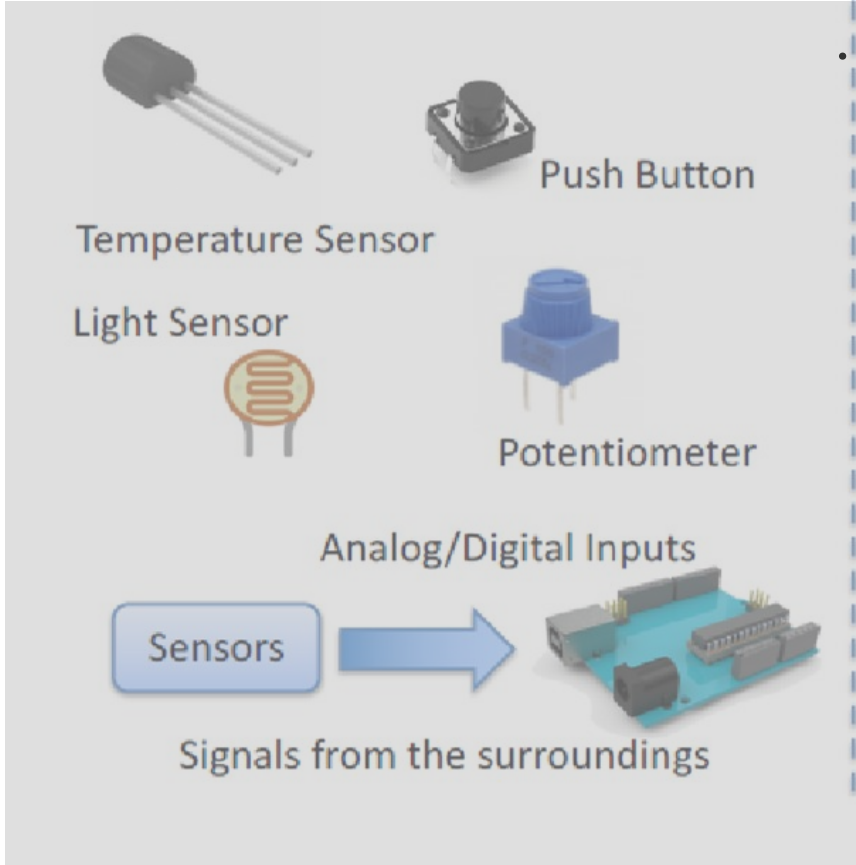 Push Button
Temperature Sensor
Light Sensor
Potentiometer
Analog/Digital Inputs
Sensors
Signals from the surroundings